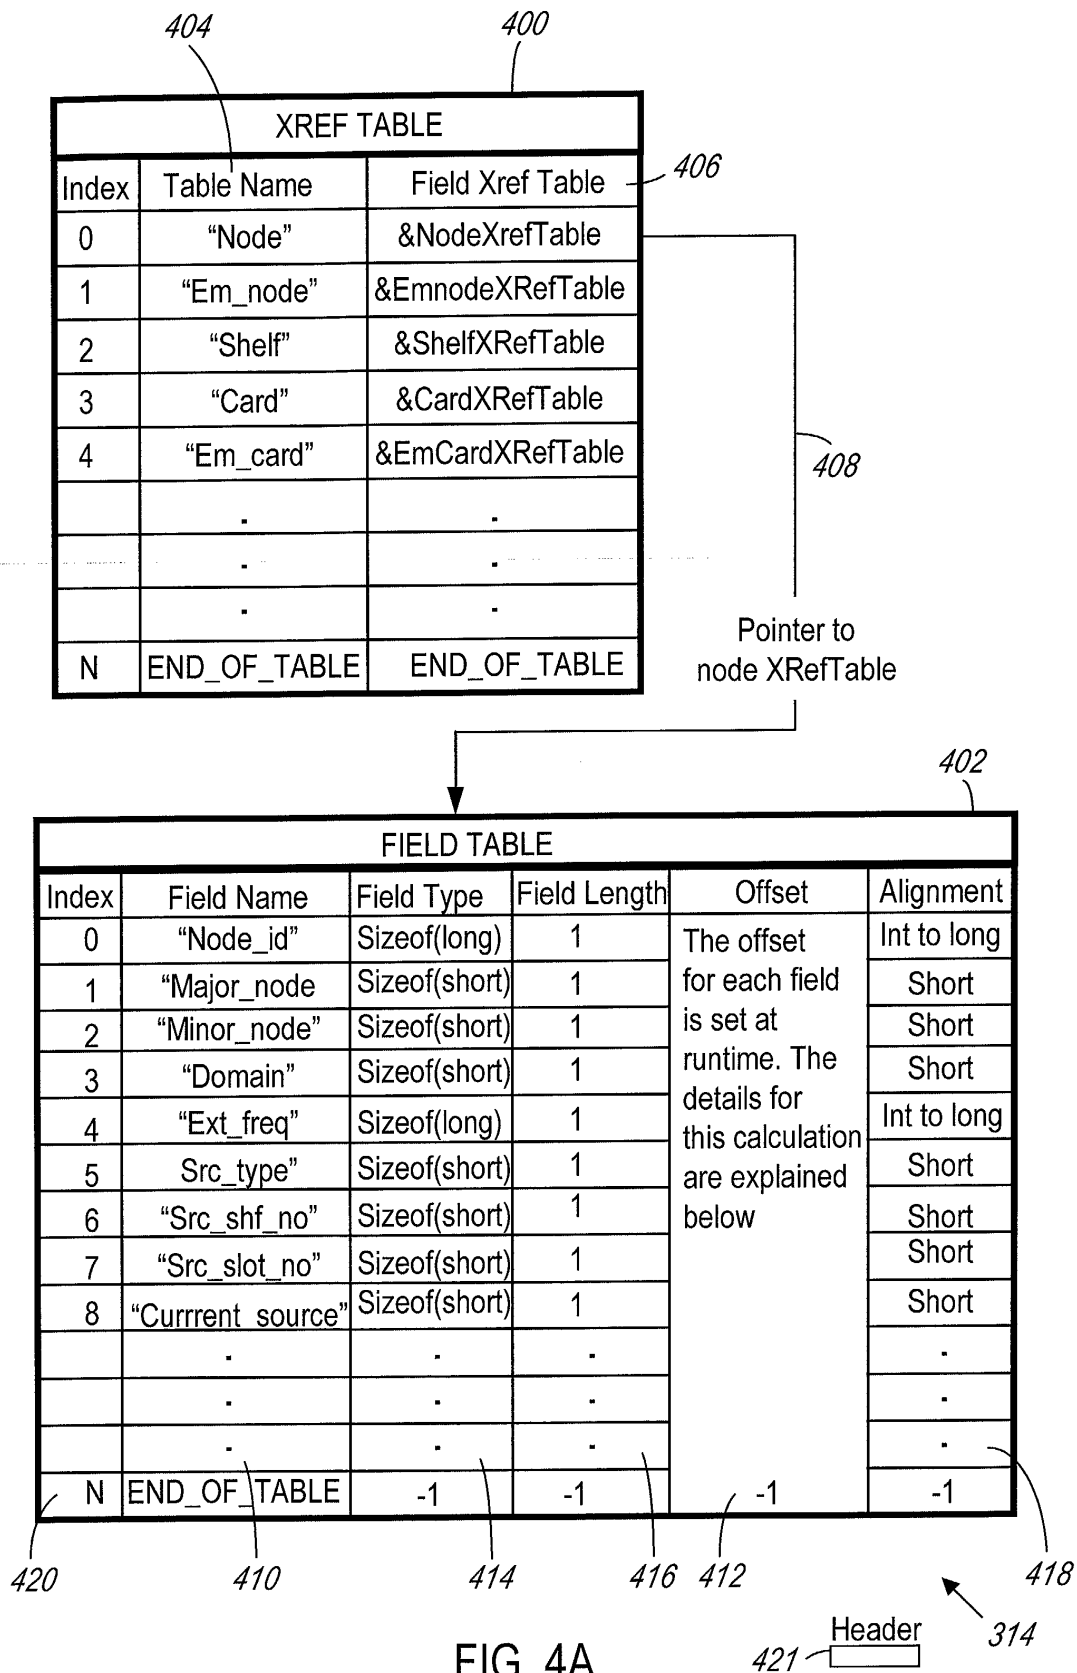 404 400
XREF TABLE
Index Table Name Field Xref Table 406
0 “Node” &NodeXrefTable
1 “Em_node” &EmnodeXRefTable
2 “Shelf” &ShelfXRefTable
3 “Card” &CardXRefTable
4 “Em_card” &EmCardXRefTable
408
. .
. .
. .
N END_OF_TABLE END_OF_TABLE
Pointer to
node XRefTable
402
FIELD TABLE
Index Field Name Field Type Field Length Offset Alignment
0 “Node_id” Sizeof(long) 1 The offset Int to long
1 “Major_node Sizeof(short) 1 for each field Short
2 “Minor_node” Sizeof(short) 1 is set at Short
3 “Domain” Sizeof(short) 1 runtime. The Short
4 “Ext_freq” Sizeof(long) 1 details for Int to long
5 Src_type” Sizeof(short) 1 this calculation Short
6 “Src_shf_no” Sizeof(short) 1 are explained Short
7 “Src_slot_no” Sizeof(short) 1 below Short
8 “Currrent_source” Sizeof(short) 1 Short
. . . .
. . . .
. . . .
N END_OF_TABLE -1 -1 -1 -1
420 410 414 416 412 418
314
Header
421
FIG. 4A